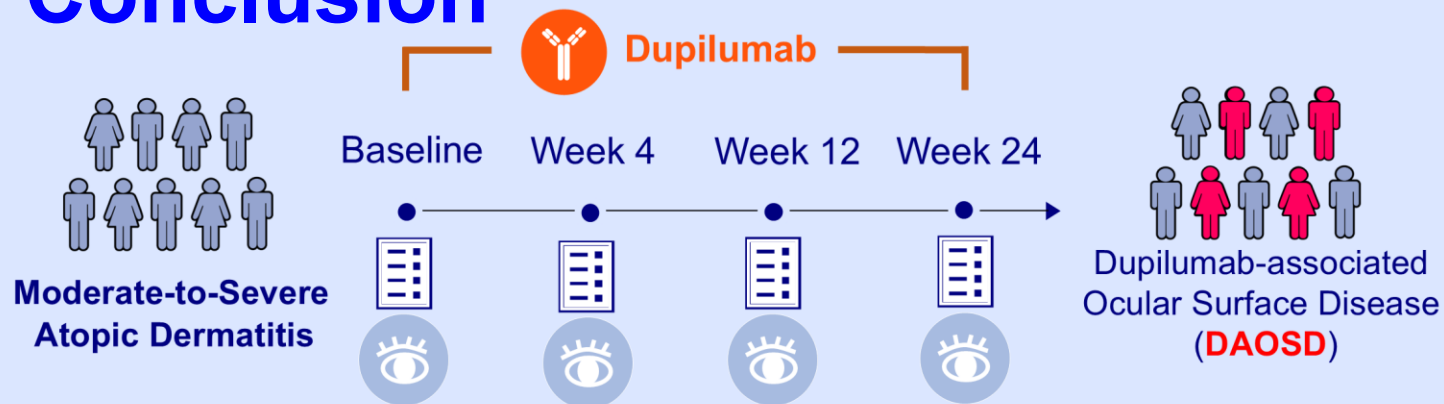 Conclusion
Dupilumab
Baseline
Week 4
Week 12
Week 24
Moderate-to-Severe
Atopic Dermatitis
Dupilumab-associated
Ocular Surface Disease
(DAOSD)